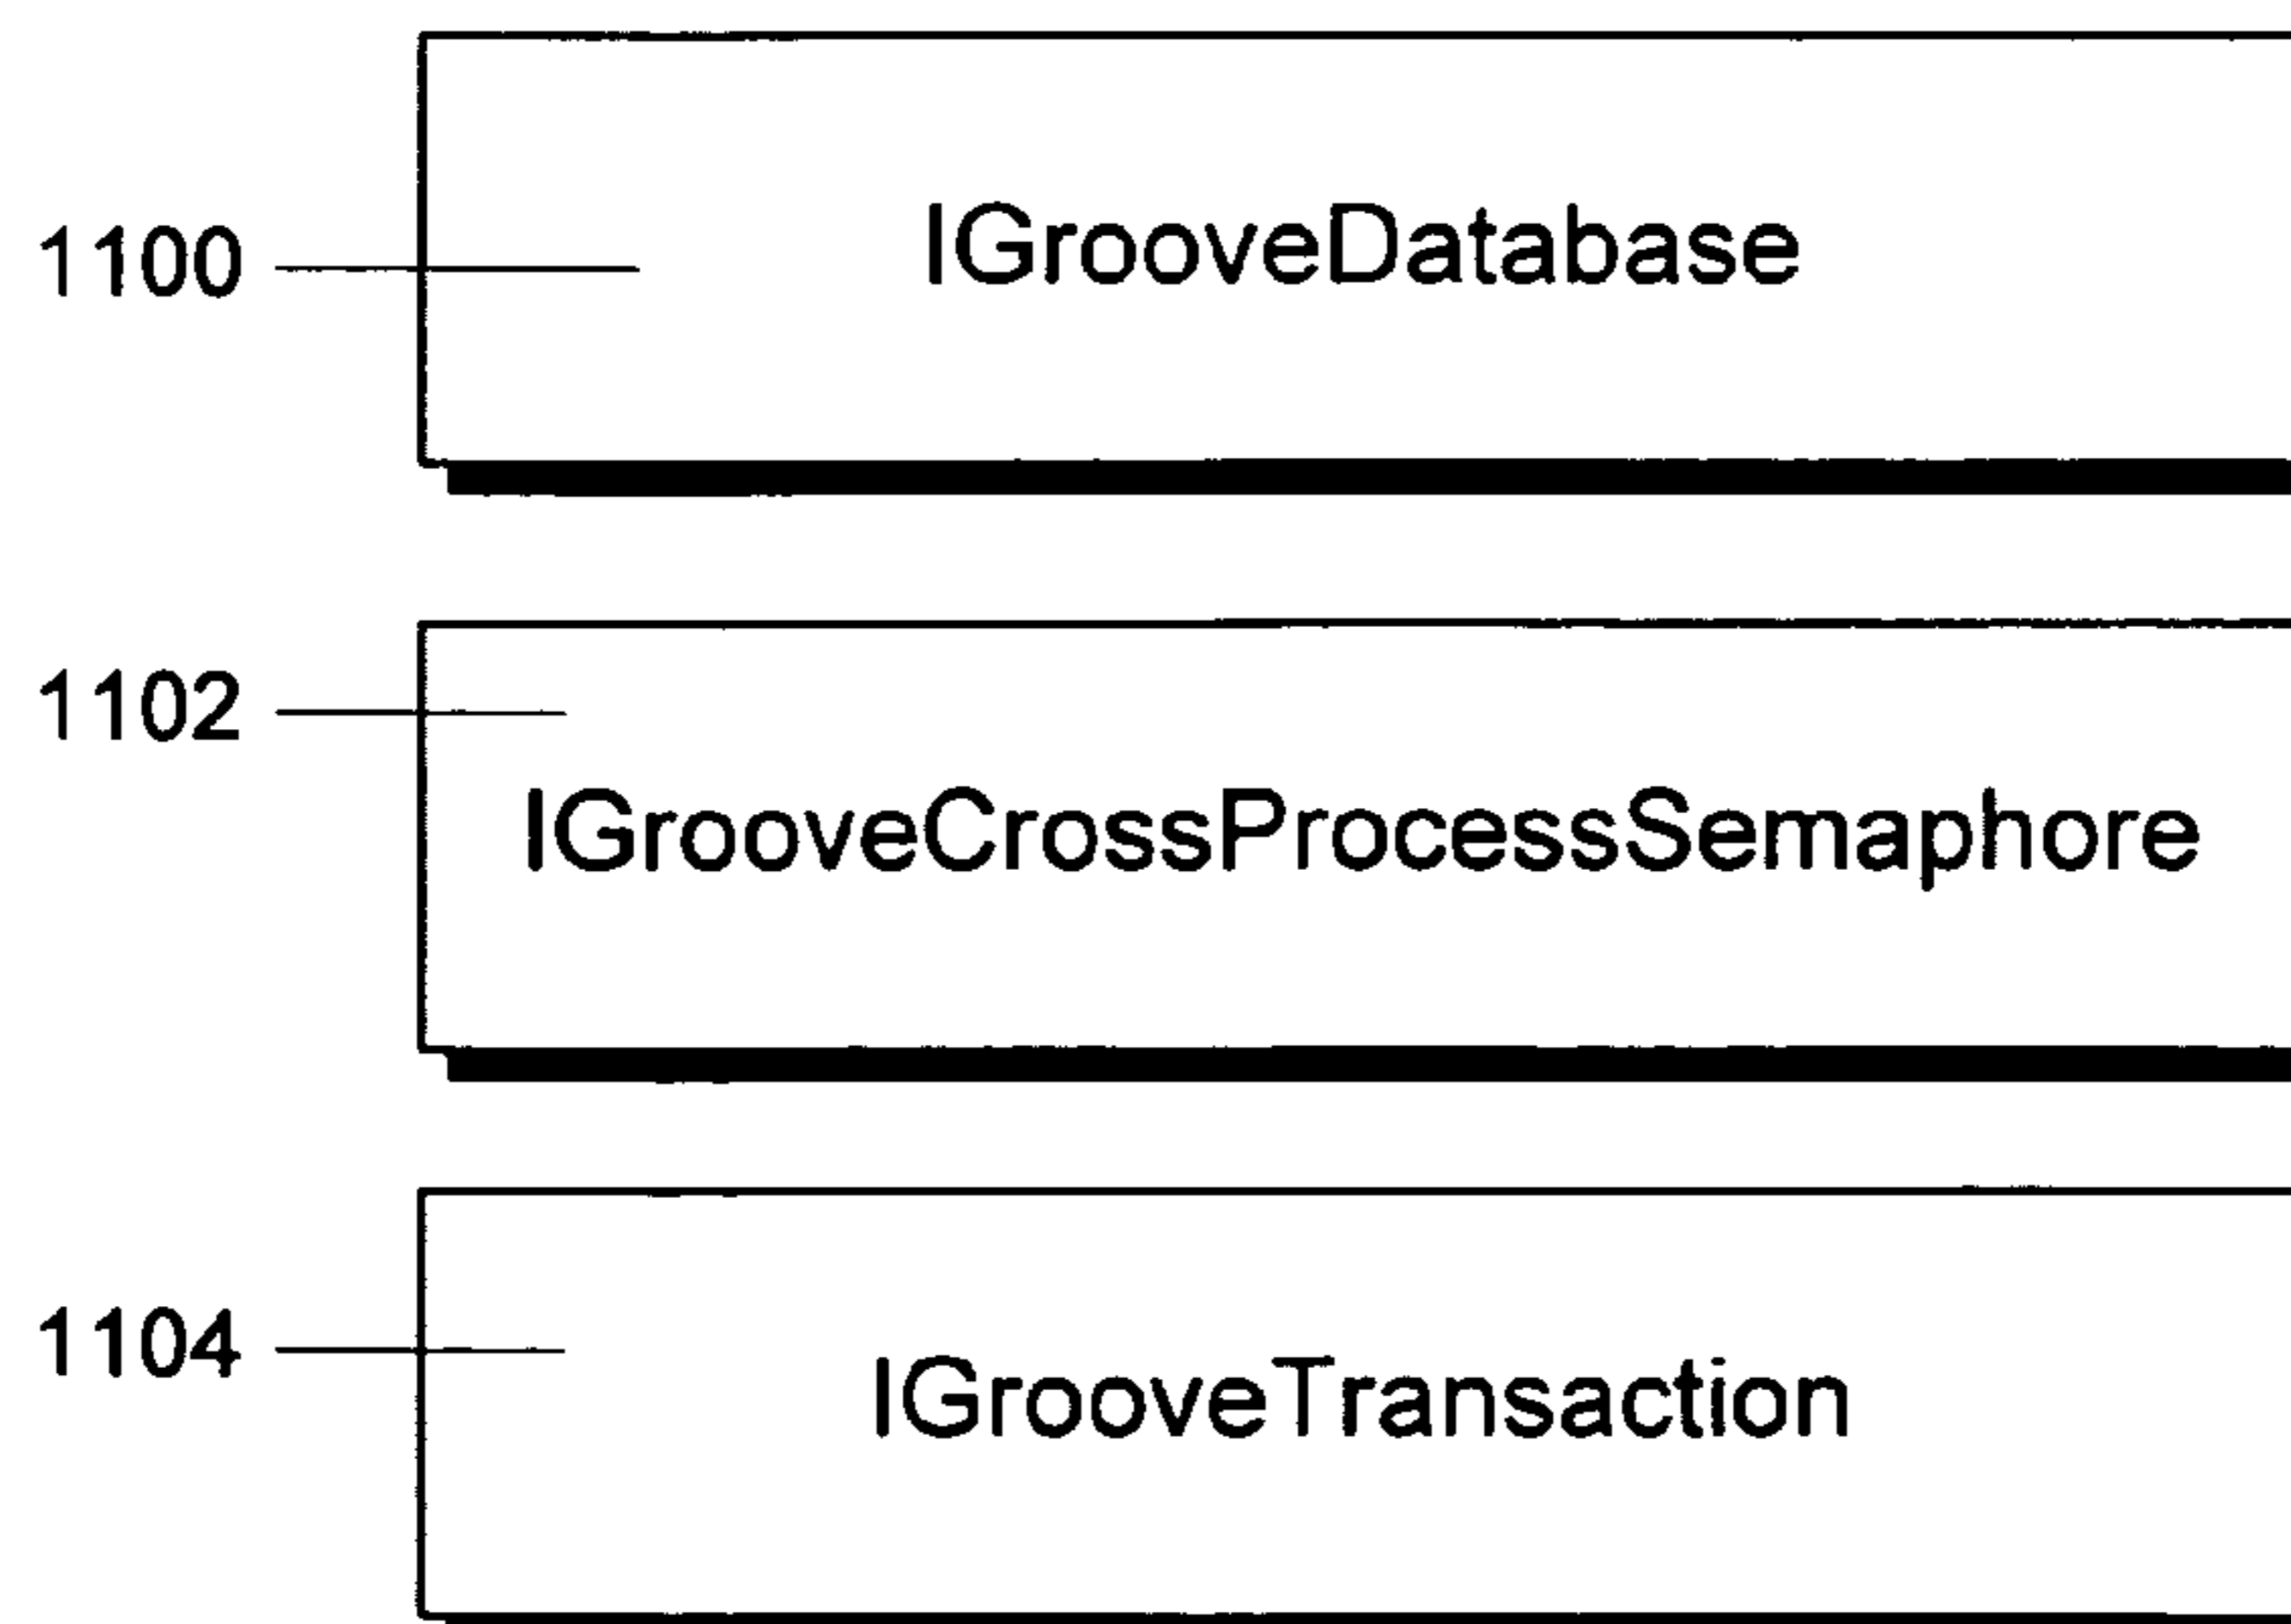 1100
IGrooveDatabase
1102
IGrooveCrossProcessSemaphore
1104
IGrooveTransaction